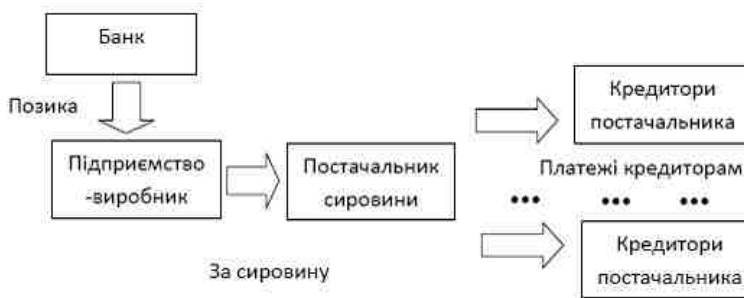 Банк
Позика
Підприємство
-виробник
Постачальник
сировини
За сировину
Кредитори
постачальника
Платежі кредиторам
••• ••• •••
Кредитори
постачальника